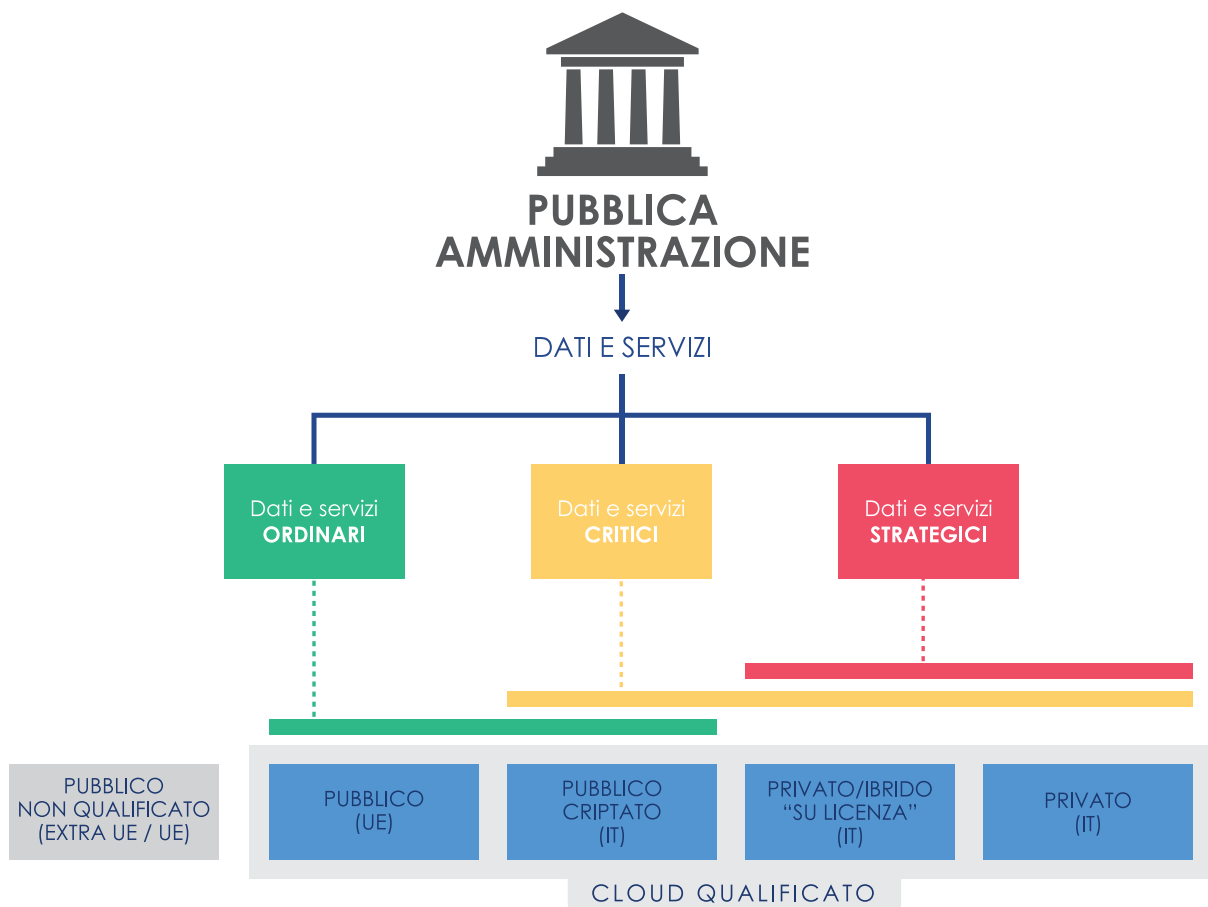 PUBBLICA
AMMINISTRAZIONE
DATI E SERVIZI
Dati e servizi
ORDINARI
Dati e servizi
CRITICI
Dati e servizi
STRATEGICI
PUBBLICO
NON QUALIFICATO
(EXTRA UE / UE)
PUBBLICO
(UE)
PUBBLICO
CRIPTATO
(IT)
PRIVATO/IBRIDO
“SU LICENZA”
(IT)
PRIVATO
(IT)
CLOUD QUALIFICATO